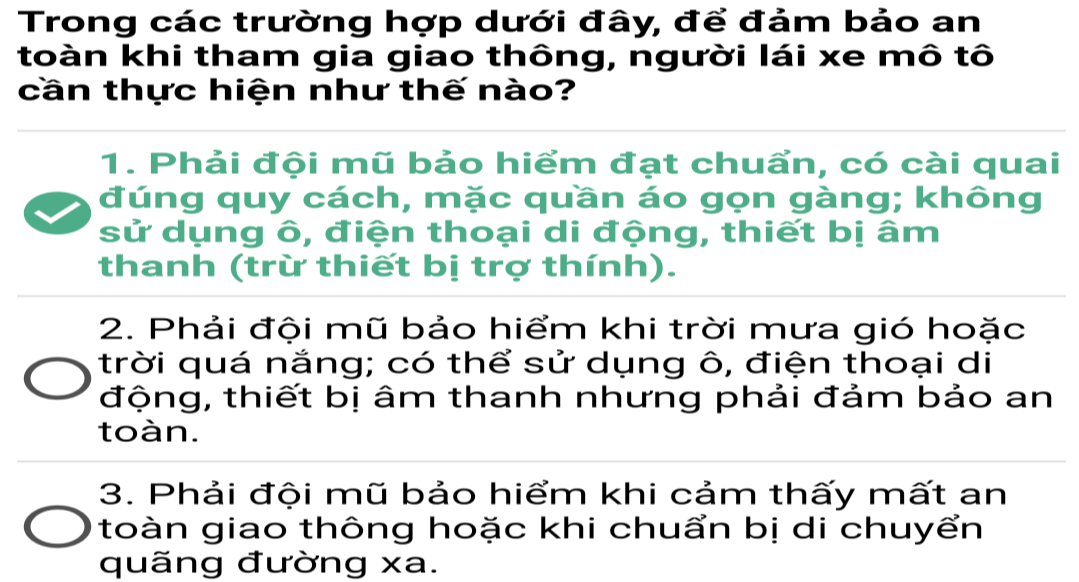 Trong các trường hợp dưới đây, để đảm bảo an
toàn khi tham gia giao thông, người lái xe mô tô
cần thực hiện như thế nào?
1. Phải đội mũ bảo hiểm đạt chuẩn, có cài quai
đúng quy cách, mặc quần áo gọn gàng; không
sử dụng ô, điện thoại di động, thiết bị âm
thanh (trừ thiết bị trợ thính).
2. Phải đội mũ bảo hiểm khi trời mưa gió hoặc
trời quá nắng; có thể sử dụng ô, điện thoại di
động, thiết bị âm thanh nhưng phải đảm bảo an
toàn.
3. Phải đội mũ bảo hiểm khi cảm thấy mất an
toàn giao thông hoặc khi chuẩn bị di chuyển
quãng đường xa.